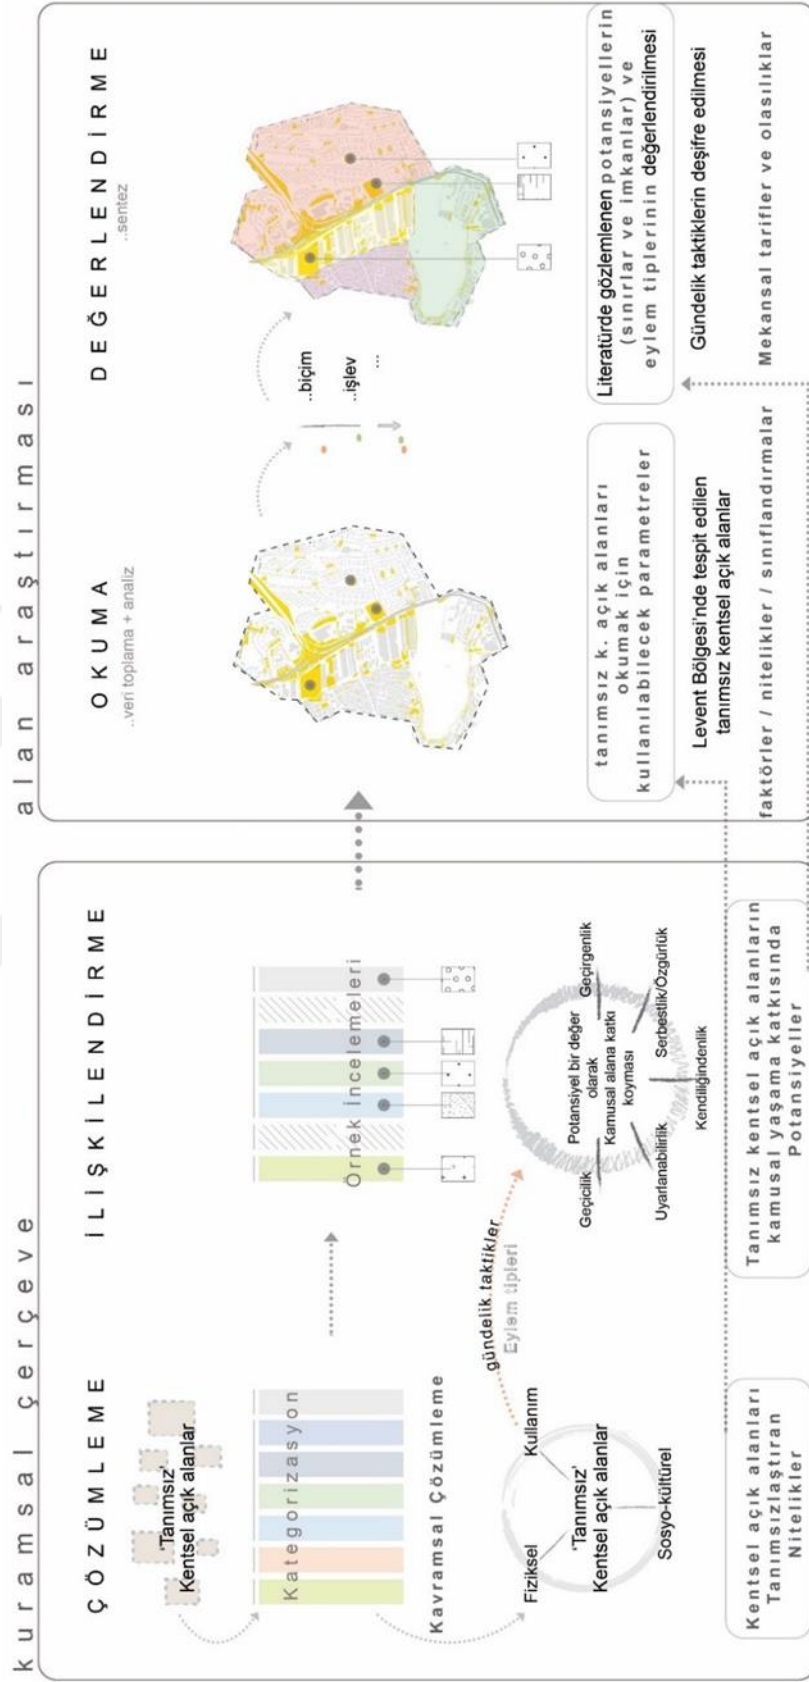 kuramsal çerçeve
ÇÖZÜMLEME
'Tanımsız'
Kentsel açık alanlar
Kategorizasyon
Kavramsal Çözümleme
Fiziksel
Kullanım
'Tanımsız'
Kentsel açık alanlar
Sosyo-kültürel
Kentsel açık alanları
Tanımsızlaştıran
Nitelikler
gündelik taktikler
Eylem tipleri
İLİŞKİLENDİRME
Örnek İncelemeleri
Geçicilik
Potansiyel bir değer
olarak
Kamusal alana katkı
koyması
Geçirgenlik
Uyarlanabilirlik
Serbestlik/Özgürlük
Kendiliğindenlik
Tanımsız kentsel açık alanların
kamusal yaşama katkısında
Potansiyeller
alan araştırması
OKUMA
..veri toplama + analiz
tanımsız k. açık alanları
okumak için
kullanılabilecek parametreler
Levent Bölgesi'nde tespit edilen
tanımsız kentsel açık alanlar
faktörler / nitelikler / sınıflandırmalar
..biçim
..işlev
...
DEĞERLENDİRME
..sentez
Literatürde gözlemlenen potansiyellerin
(sınırlar ve imkanlar) ve
eylem tiplerinin değerlendirilmesi
Gündelik taktiklerin deşifre edilmesi
Mekansal tarifler ve olasılıklar